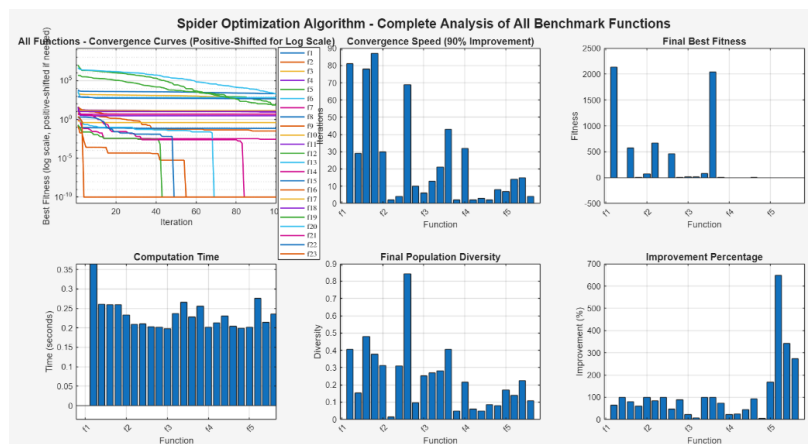 Spider Optimization Algorithm - Complete Analysis of All Benchmark Functions
All Functions - Convergence Curves (Positive-Shifted for Log Scale)
Best Fitness (log scale, positive-shifted if needed)
10^5
10^0
10^-5
10^-10
20
40
60
80
100
Iteration
f1
f2
f3
f4
f5
f6
f7
f8
f9
f10
f11
f12
f13
f14
f15
f16
f17
f18
f19
f20
f21
f22
f23
Convergence Speed (90% Improvement)
Iterations
90
80
70
60
50
40
30
20
10
0
f1
f2
f3
f4
f5
Function
Final Best Fitness
Fitness
2500
2000
1500
1000
500
0
-500
f1
f2
f3
f4
f5
Function
Computation Time
Time (seconds)
0.35
0.3
0.25
0.2
0.15
0.1
0.05
0
f1
f2
f3
f4
f5
Function
Final Population Diversity
Diversity
0.9
0.8
0.7
0.6
0.5
0.4
0.3
0.2
0.1
0
f1
f2
f3
f4
f5
Function
Improvement Percentage
Improvement (%)
700
600
500
400
300
200
100
0
f1
f2
f3
f4
f5
Function